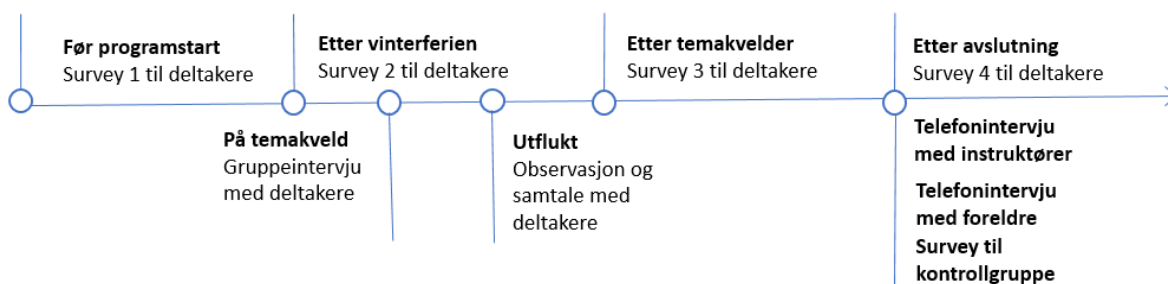 Før programstart
Survey 1 til deltakere
Etter vinterferien
Survey 2 til deltakere
Etter temakvelder
Survey 3 til deltakere
Etter avslutning
Survey 4 til deltakere
På temakveld
Gruppeintervju
med deltakere
Utflukt
Observasjon og
samtale med
deltakere
Telefonintervju
med instruktører
Telefonintervju
med foreldre
Survey til
kontrollgruppe